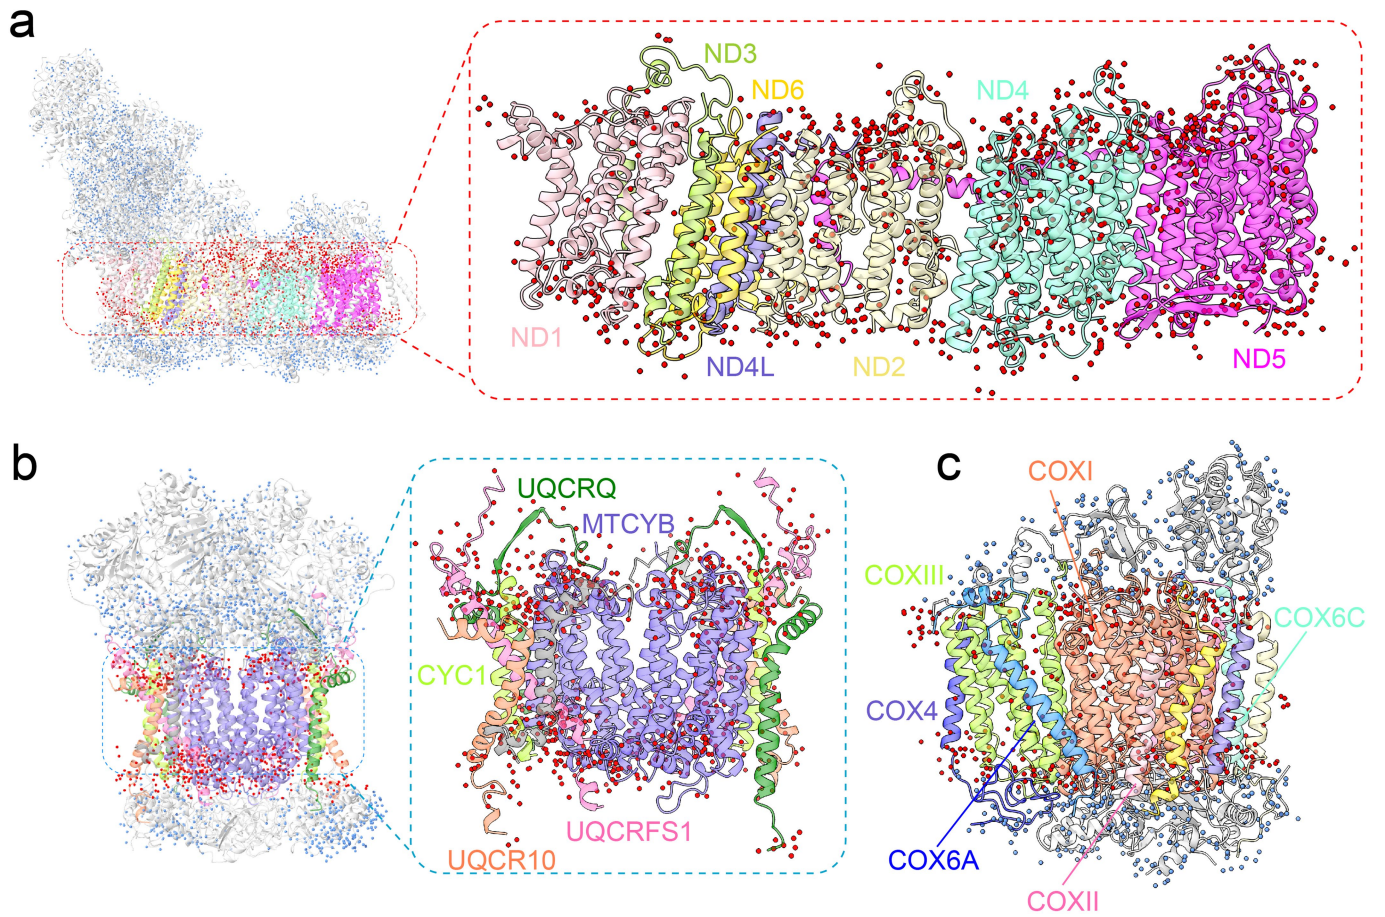 a
ND3
ND6
ND4
ND1
ND4L
ND2
ND5
b
UQCRQ
MTCYB
CYC1
UQCRFS1
UQCR10
c
COXI
COXIII
COX6C
COX4
COX6A
COXII